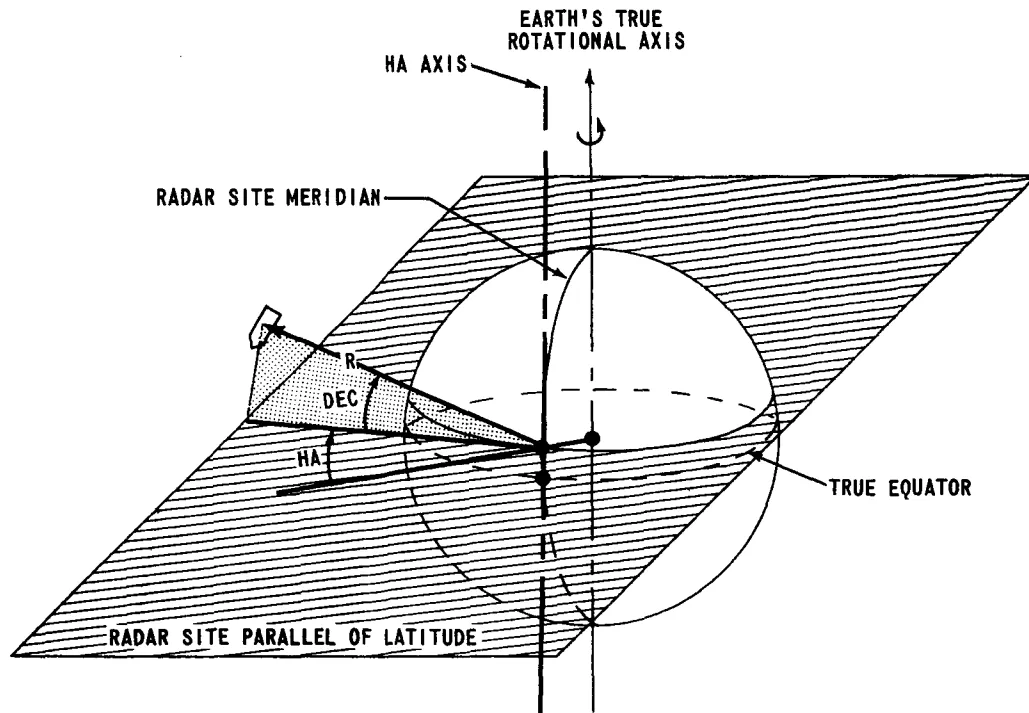 EARTH'S TRUE
ROTATIONAL AXIS
HA AXIS
RADAR SITE MERIDIAN
R
DEC
HA
TRUE EQUATOR
RADAR SITE PARALLEL OF LATITUDE